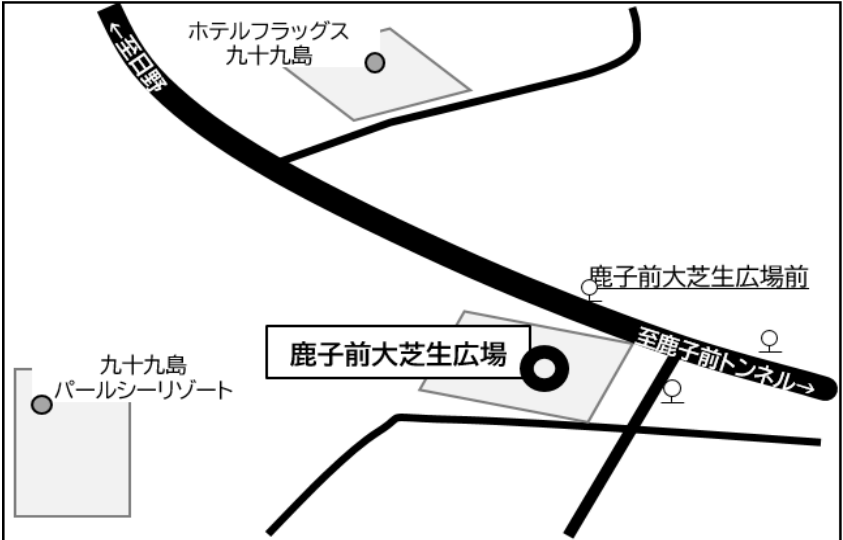 ←至日野
ホテルフラッグス
九十九島
鹿子前大芝生広場前
鹿子前大芝生広場
至鹿子前トンネル→
九十九島
パールシーリゾート